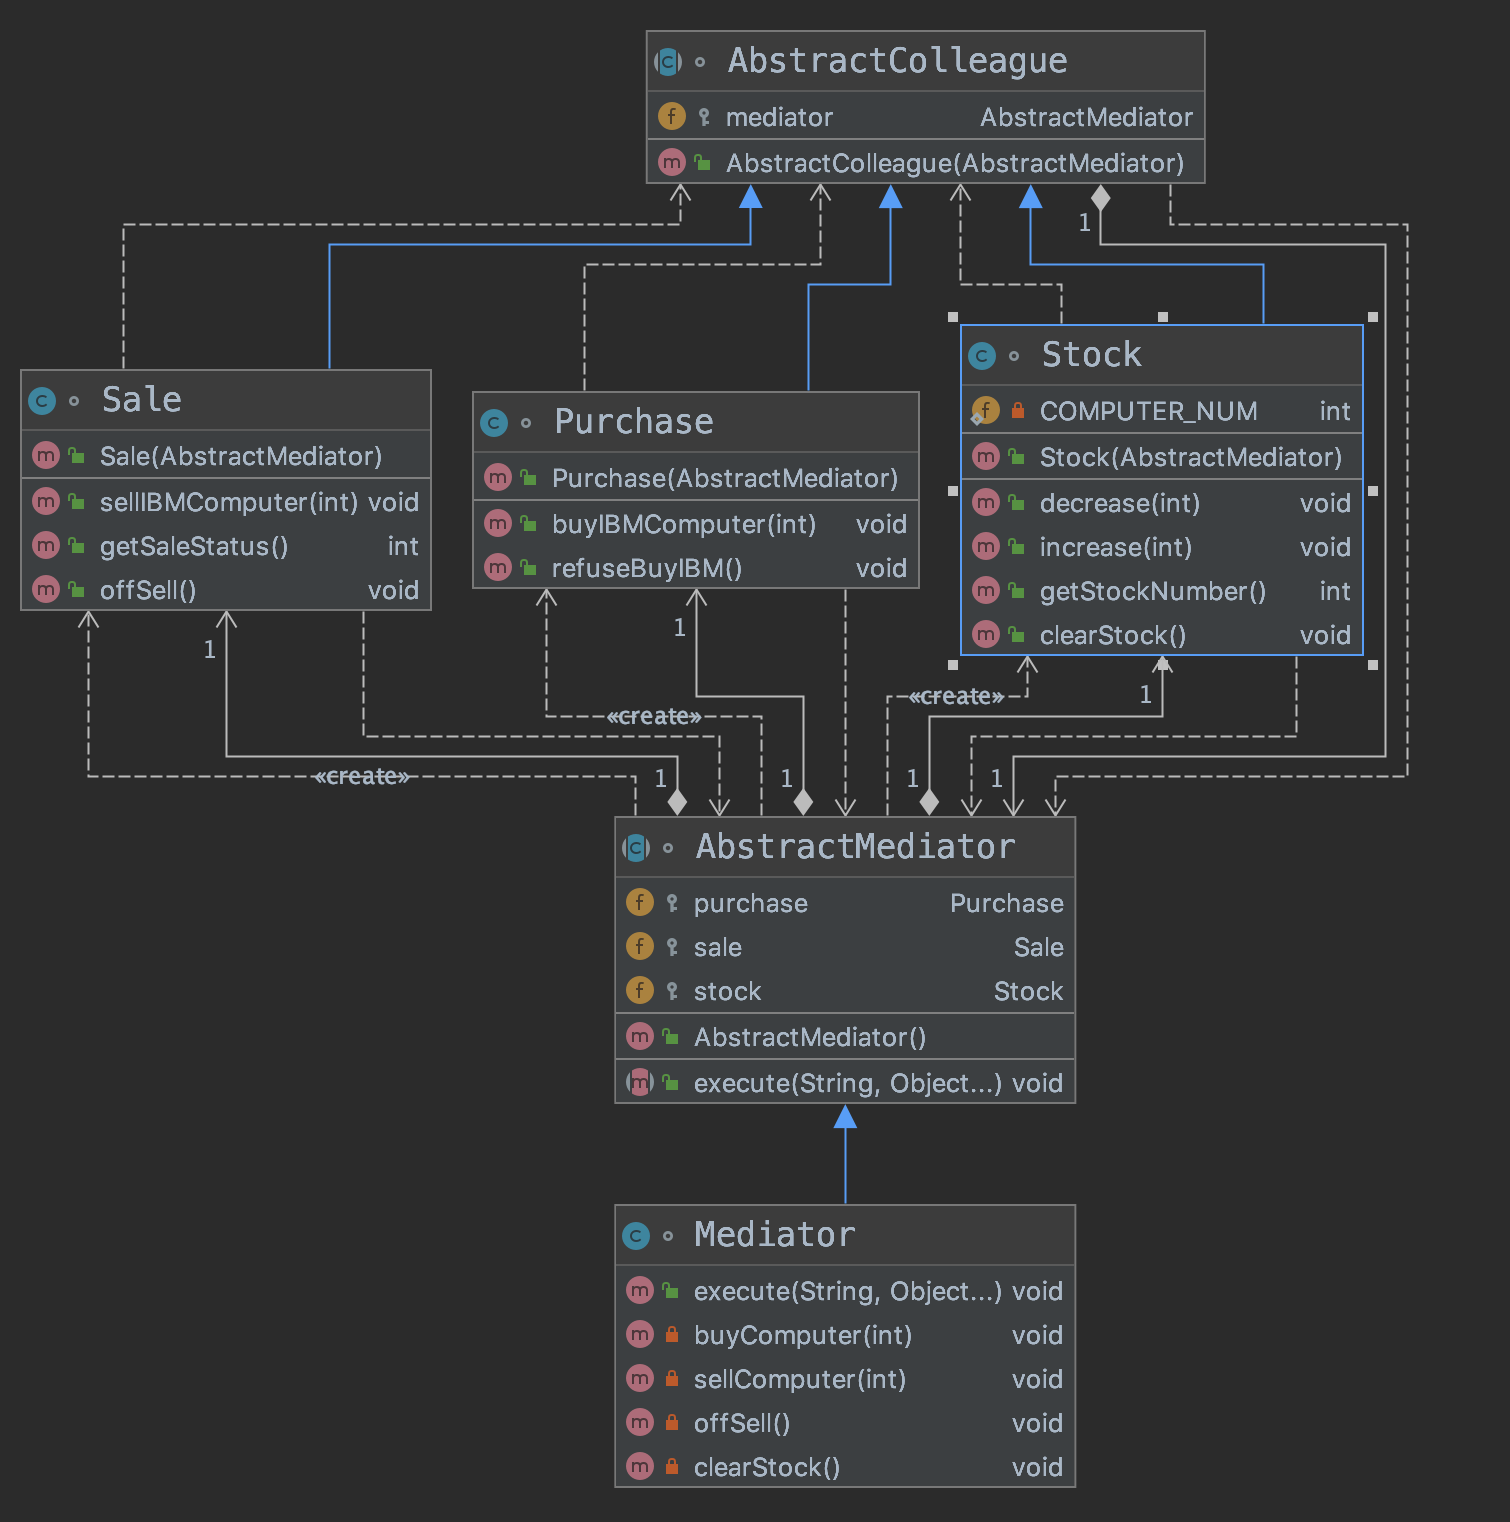 AbstractColleague
mediator AbstractMediator
AbstractColleague(AbstractMediator)
1
Stock
COMPUTER_NUM int
Stock(AbstractMediator)
decrease(int) void
increase(int) void
getStockNumber() int
clearStock() void
Sale
Sale(AbstractMediator)
sellIBMComputer(int) void
getSaleStatus() int
offSell() void
Purchase
Purchase(AbstractMediator)
buyIBMComputer(int) void
refuseBuyIBM() void
1
1
1
«create»
«create»
«create»
1
1
1
1
AbstractMediator
purchase Purchase
sale Sale
stock Stock
AbstractMediator()
execute(String, Object...) void
Mediator
execute(String, Object...) void
buyComputer(int) void
sellComputer(int) void
offSell() void
clearStock() void